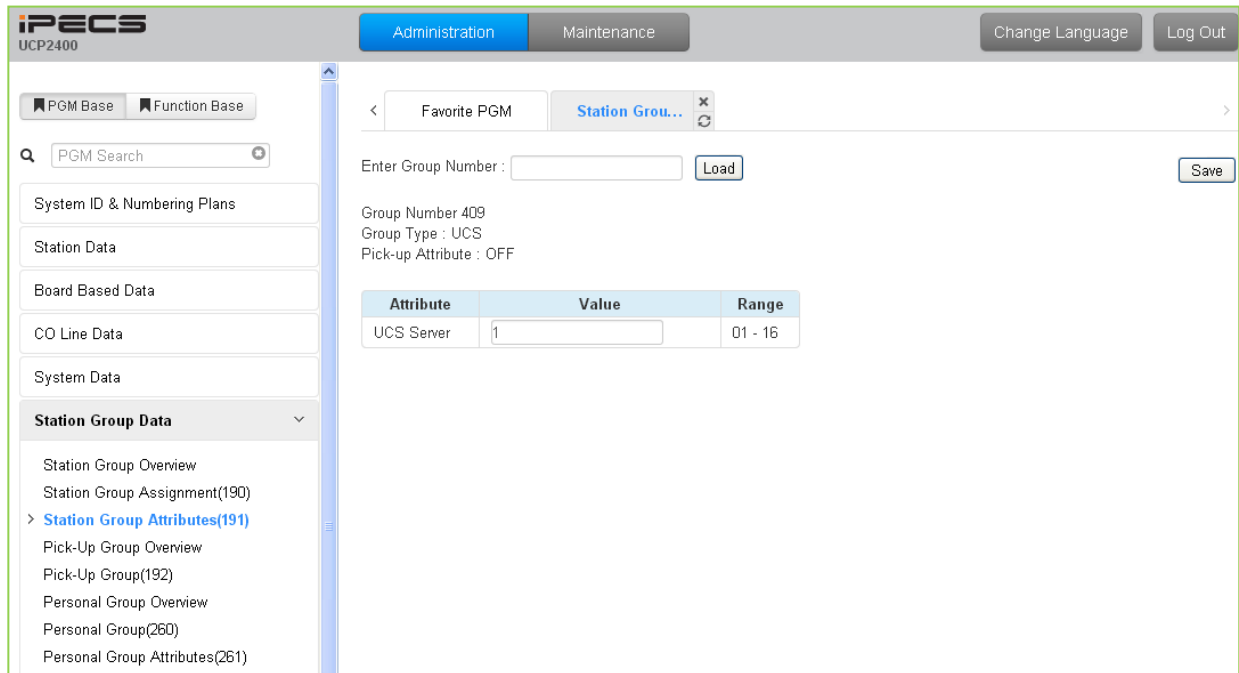 iPECS
UCP2400
Administration
Maintenance
Change Language
Log Out
PGM Base
Function Base
PGM Search
System ID & Numbering Plans
Station Data
Board Based Data
CO Line Data
System Data
Station Group Data
Station Group Overview
Station Group Assignment(190)
> Station Group Attributes(191)
Pick-Up Group Overview
Pick-Up Group(192)
Personal Group Overview
Personal Group(260)
Personal Group Attributes(261)
Favorite PGM
Station Grou...
Enter Group Number :
Load
Save
Group Number 409
Group Type : UCS
Pick-up Attribute : OFF
Attribute Value Range
UCS Server 1 01 - 16